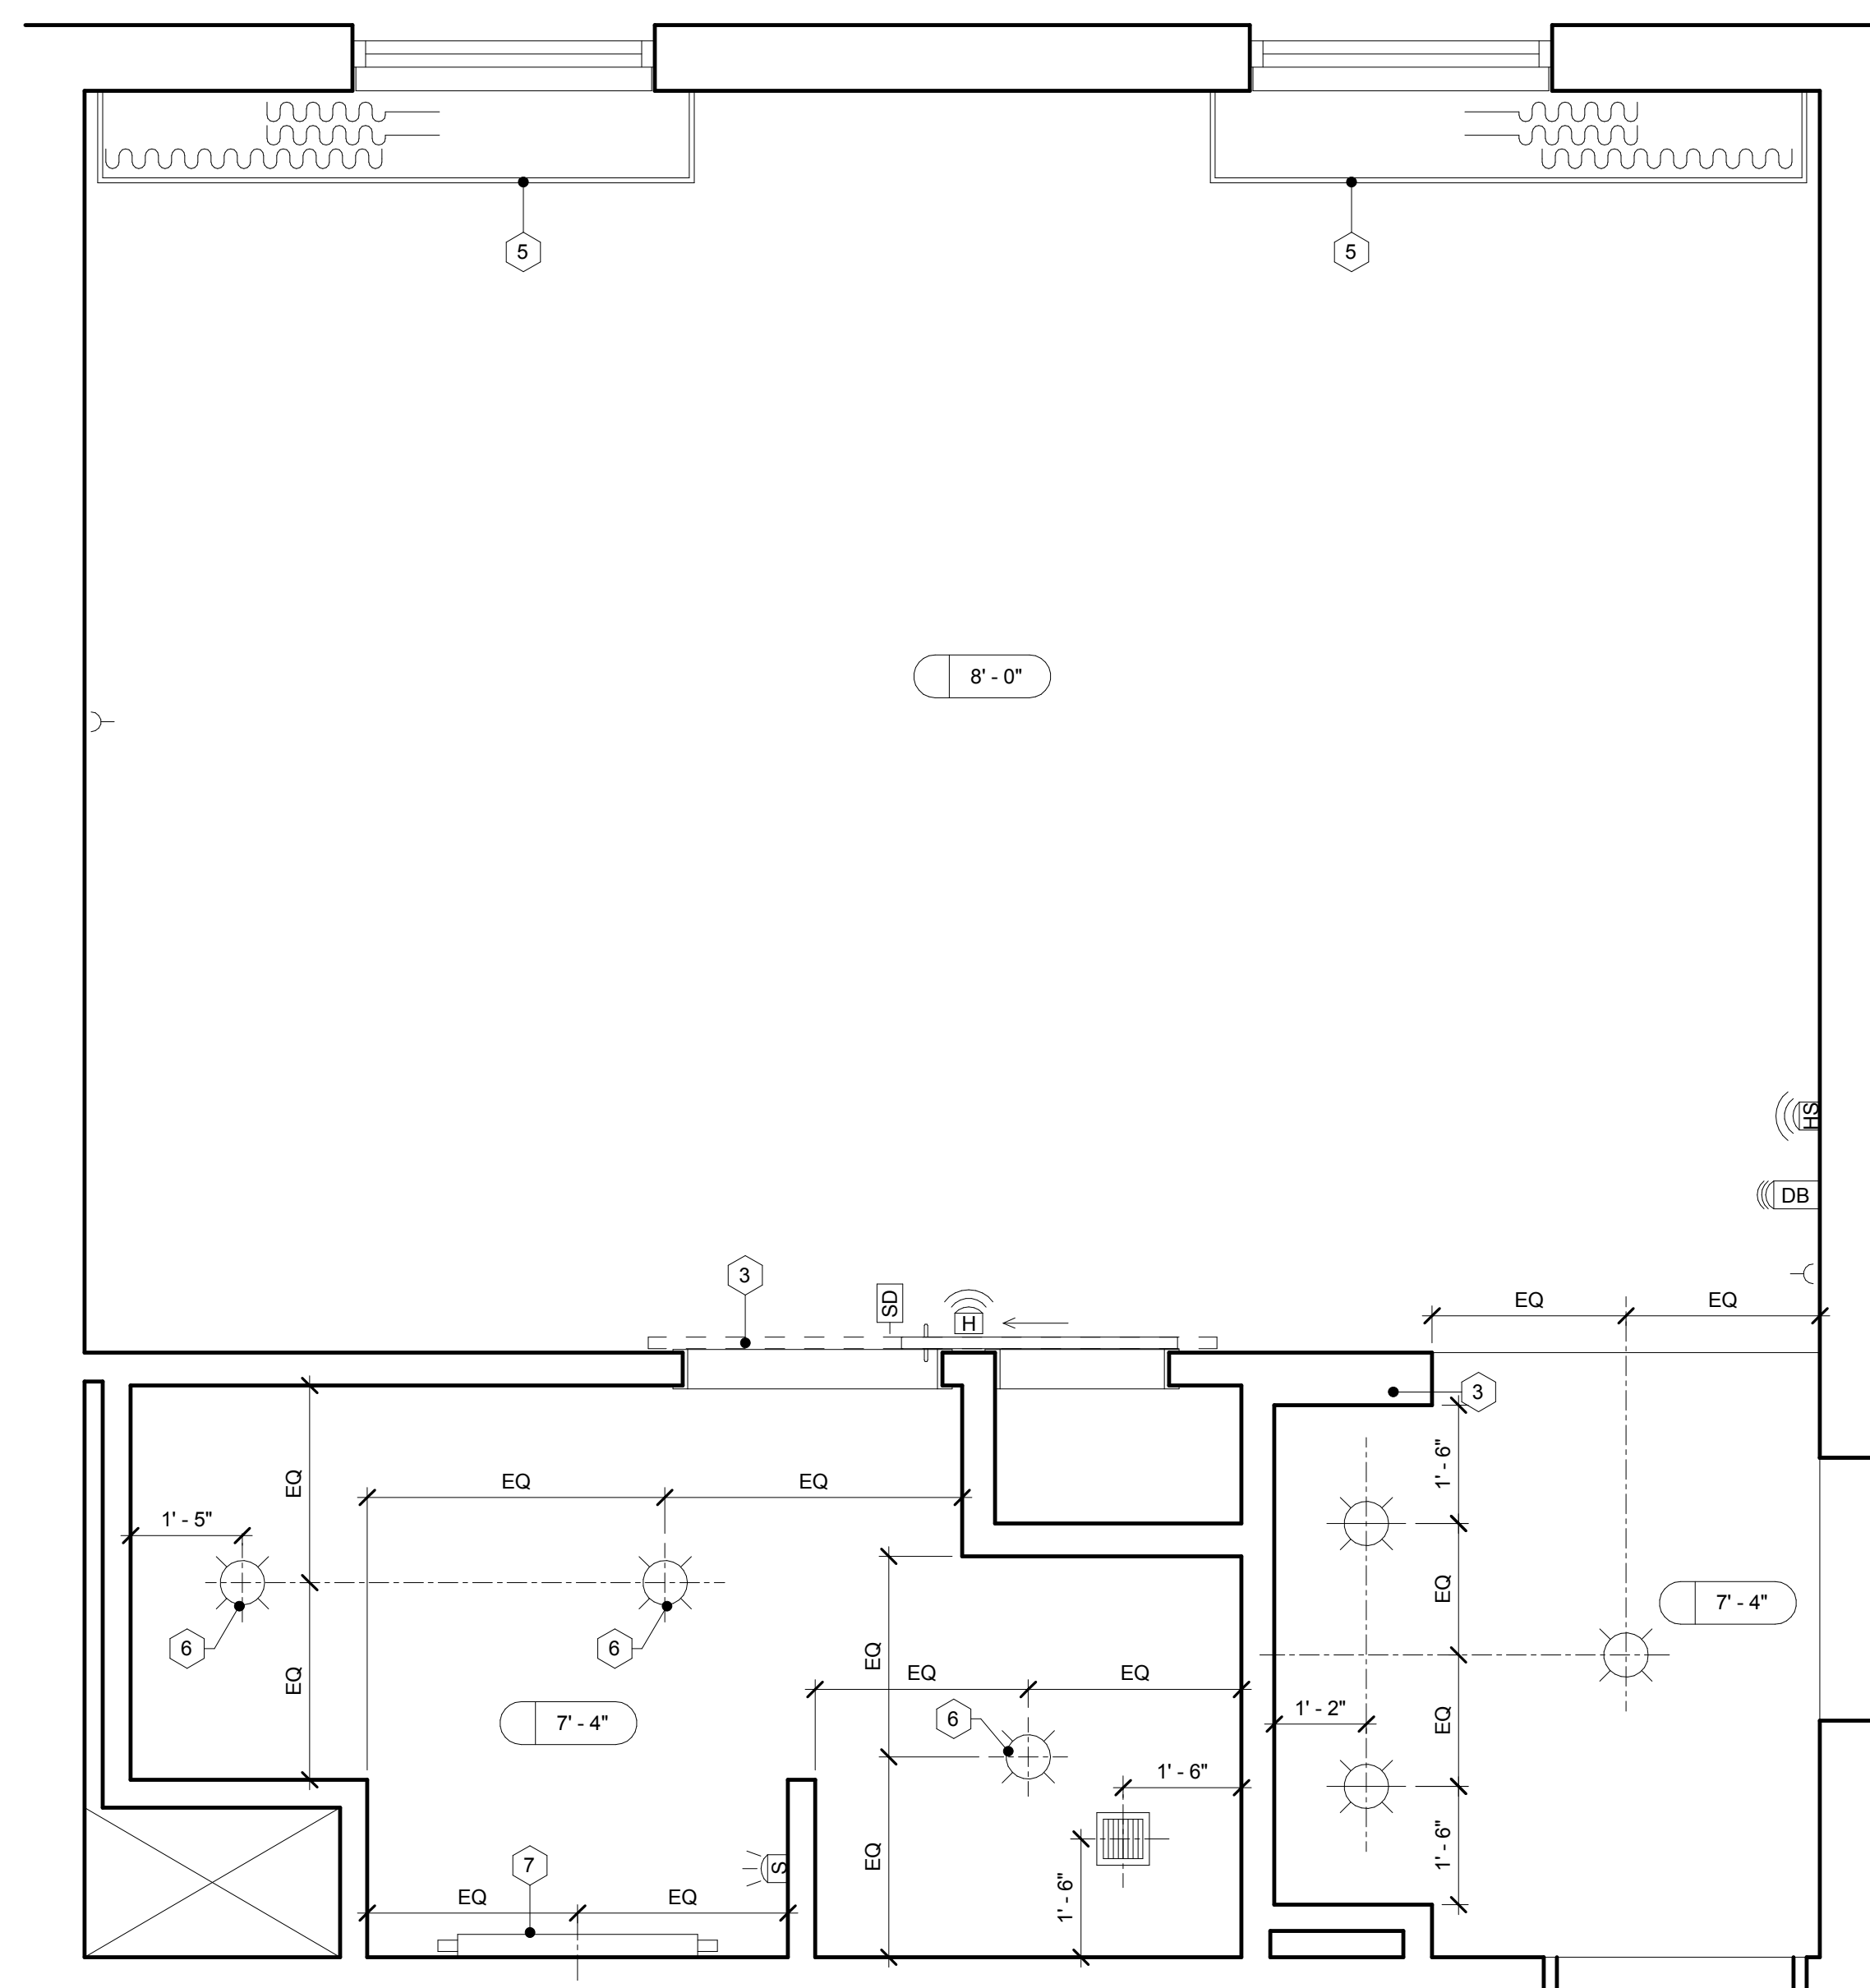 5
5
8' - 0"
HS
DB
3
SD
H
EQ
EQ
3
1' - 6"
EQ
EQ
EQ
1' - 5"
EQ
6
6
7' - 4"
EQ
EQ
EQ
EQ
EQ
6
1' - 2"
EQ
7' - 4"
1' - 6"
1' - 6"
EQ
7
S
EQ
EQ
1' - 6"